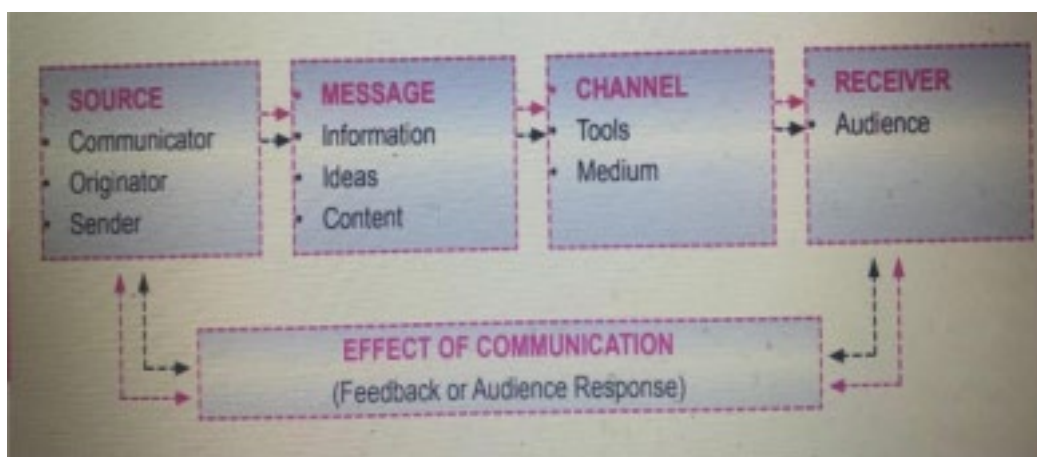 SOURCE
Communicator
Originator
Sender
MESSAGE
Information
Ideas
Content
CHANNEL
Tools
Medium
RECEIVER
Audience
EFFECT OF COMMUNICATION
(Feedback or Audience Response)